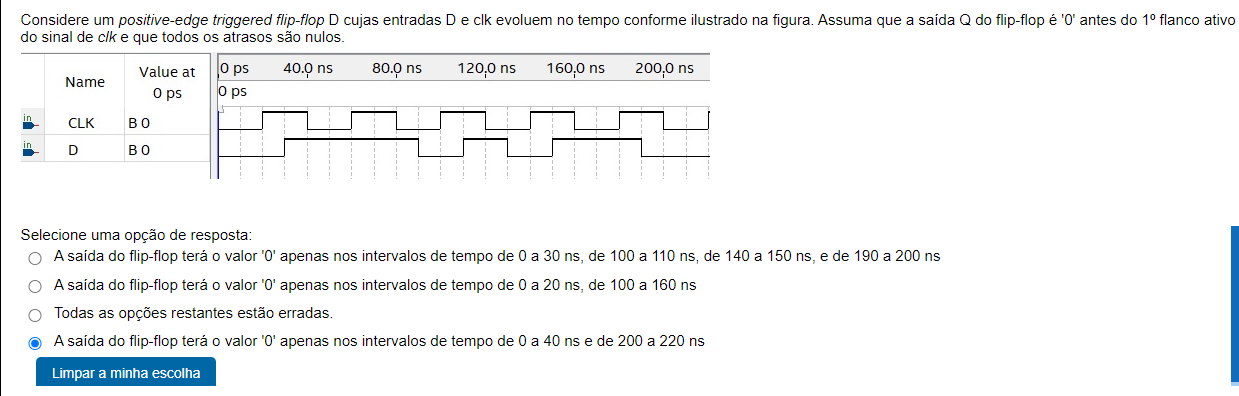 Considere um positive-edge triggered flip-flop D cujas entradas D e clk evoluem no tempo conforme ilustrado na figura. Assuma que a saída Q do flip-flop é '0' antes do 1º flanco ativo
do sinal de clk e que todos os atrasos são nulos.
Name
Value at
0 ps
0 ps 40.0 ns 80.0 ns 120.0 ns 160.0 ns 200.0 ns
0 ps
in CLK B 0
in D B 0
Selecione uma opção de resposta:
A saída do flip-flop terá o valor '0' apenas nos intervalos de tempo de 0 a 30 ns, de 100 a 110 ns, de 140 a 150 ns, e de 190 a 200 ns
A saída do flip-flop terá o valor '0' apenas nos intervalos de tempo de 0 a 20 ns, de 100 a 160 ns
Todas as opções restantes estão erradas.
A saída do flip-flop terá o valor '0' apenas nos intervalos de tempo de 0 a 40 ns e de 200 a 220 ns
Limpar a minha escolha